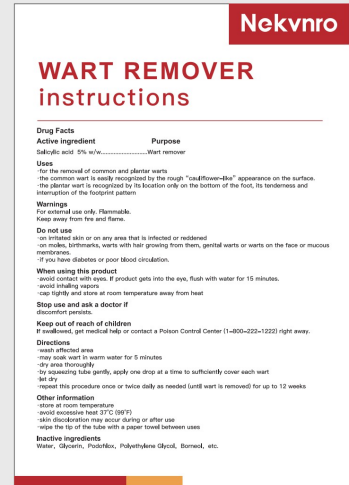 Nekvnro
WART REMOVER
instructions
Drug Facts
Active ingredient Purpose
Salicylic acid 5% w/w............................Wart remover
Uses
-for the removal of common and plantar warts
-the common wart is easily recognized by the rough "cauliflower-like" appearance on the surface.
-the plantar wart is recognized by its location only on the bottom of the foot, its tenderness and
interruption of the footprint pattern
Warnings
For external use only. Flammable.
Keep away from fire and flame.
Do not use
-on irritated skin or on any area that is infected or reddened
-on moles, birthmarks, warts with hair growing from them, genital warts or warts on the face or mucous
membranes.
-if you have diabetes or poor blood circulation.
When using this product
-avoid contact with eyes. If product gets into the eye, flush with water for 15 minutes.
-avoid inhaling vapors
-cap tightly and store at room temperature away from heat
Stop use and ask a doctor if
discomfort persists.
Keep out of reach of children
If swallowed, get medical help or contact a Poison Control Center (1-800-222-1222) right away.
Directions
-wash affected area
-may soak wart in warm water for 5 minutes
-dry area thoroughly
-by squeezing tube gently, apply one drop at a time to sufficiently cover each wart
-let dry
-repeat this procedure once or twice daily as needed (until wart is removed) for up to 12 weeks
Other information
-store at room temperature
-avoid excessive heat 37°C (99°F)
-skin discoloration may occur during or after use
-wipe the tip of the tube with a paper towel between uses
Inactive ingredients
Water, Glycerin, Podofilox, Polyethylene Glycol, Borneol, etc.